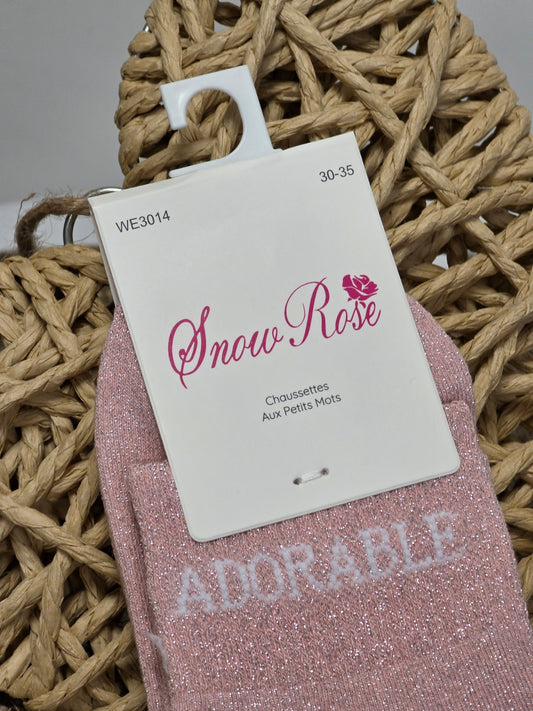 WE3014
30-35
Snow Rose
Chaussettes
Aux Petits Mots
ADORABLE